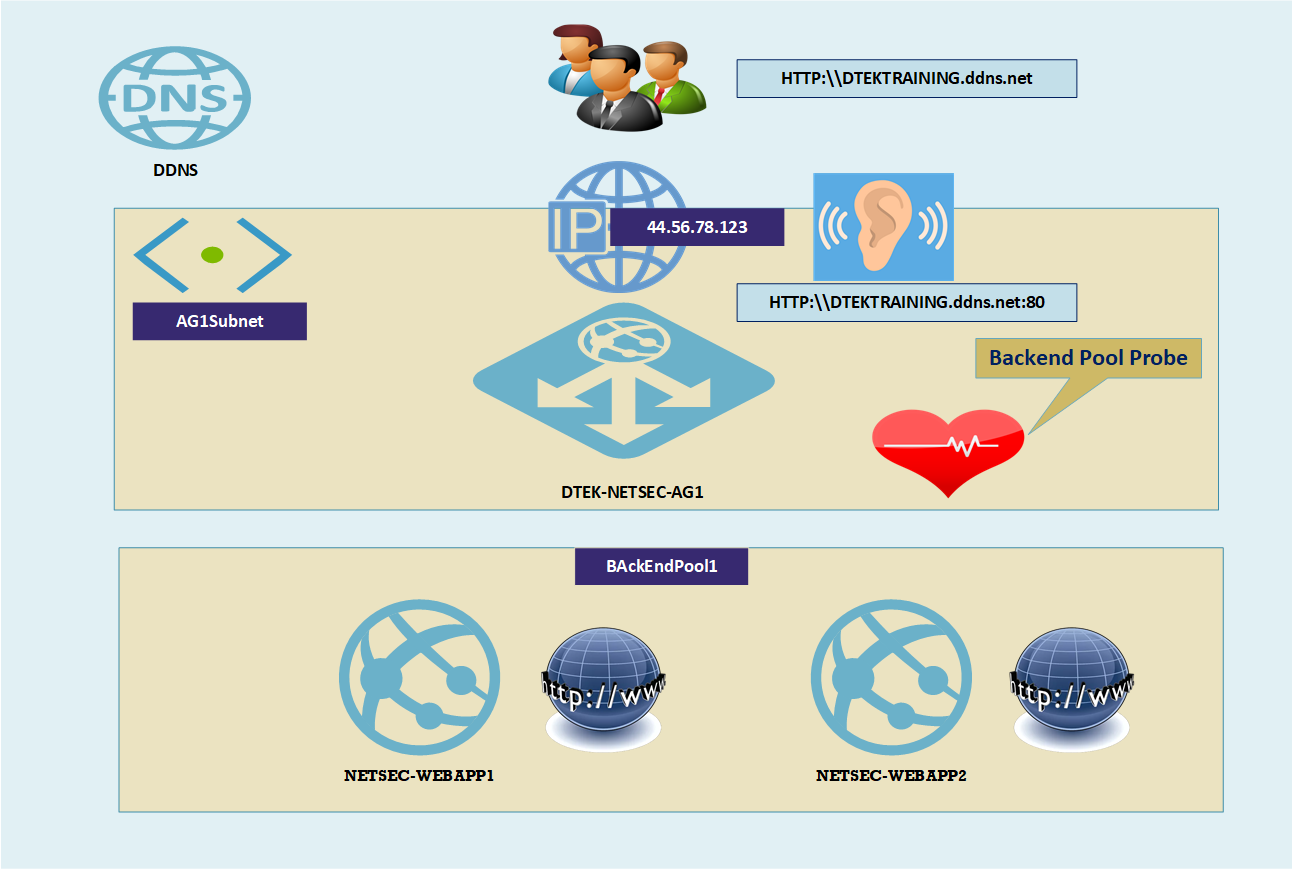 HTTP:\\DTEKTRAINING.ddns.net
DNS
DDNS
IP
44.56.78.123
HTTP:\\DTEKTRAINING.ddns.net:80
AG1Subnet
Backend Pool Probe
DTEK-NETSEC-AG1
BAckEndPool1
http://www
http://www
NETSEC-WEBAPP1
NETSEC-WEBAPP2